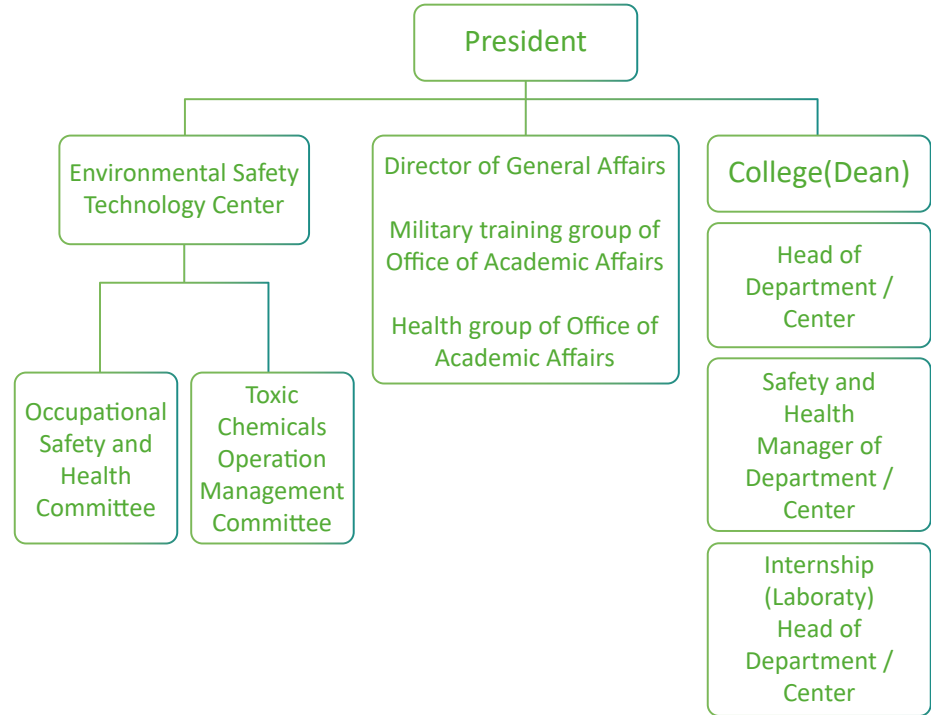 President
Environmental Safety
Technology Center
Director of General Affairs
Military training group of
Office of Academic Affairs
Health group of Office of
Academic Affairs
College(Dean)
Head of
Department /
Center
Safety and
Health
Manager of
Department /
Center
Internship
(Laboraty)
Head of
Department /
Center
Occupational
Safety and
Health
Committee
Toxic
Chemicals
Operation
Management
Committee